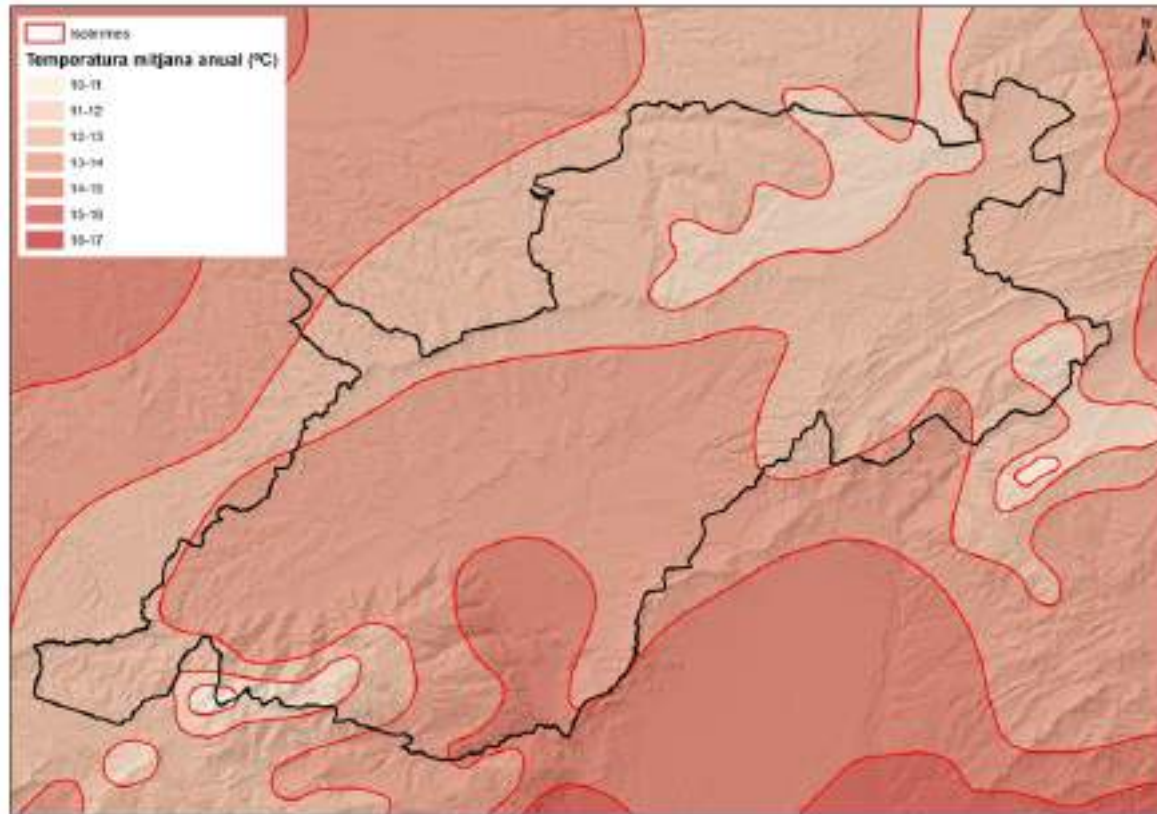 Isotermes
Temperatura mitjana anual (ºC)
10-11
11-12
12-13
13-14
14-15
15-16
16-17
N